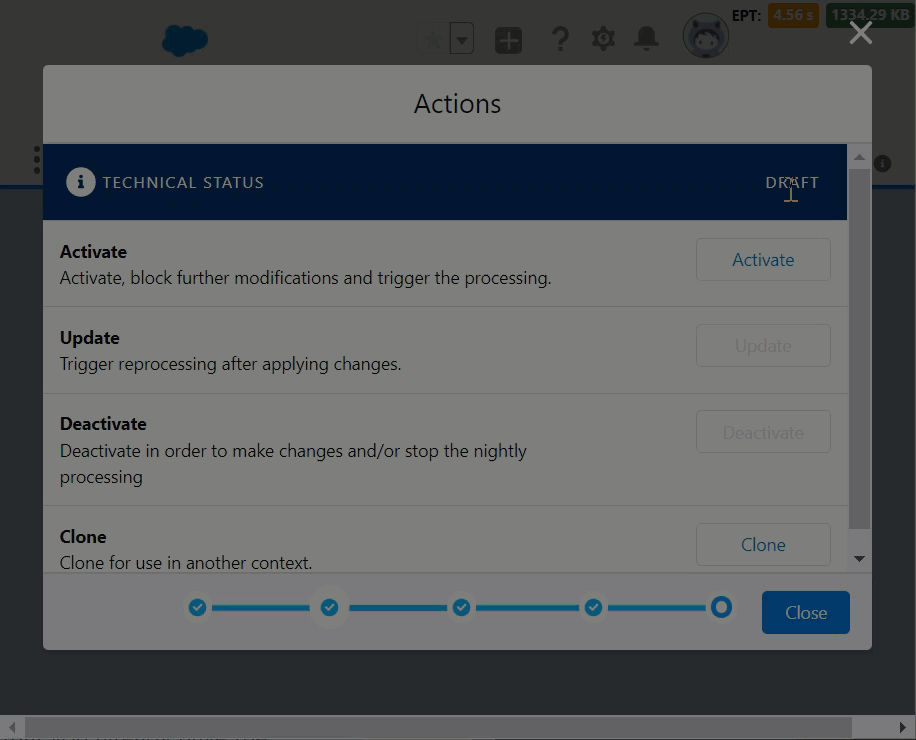 EPT: 4.56 s 1334.29 KB
Actions
TECHNICAL STATUS DRAFT
Activate
Activate, block further modifications and trigger the processing.
Activate
Update
Trigger reprocessing after applying changes.
Update
Deactivate
Deactivate in order to make changes and/or stop the nightly
processing
Deactivate
Clone
Clone for use in another context.
Clone
Close